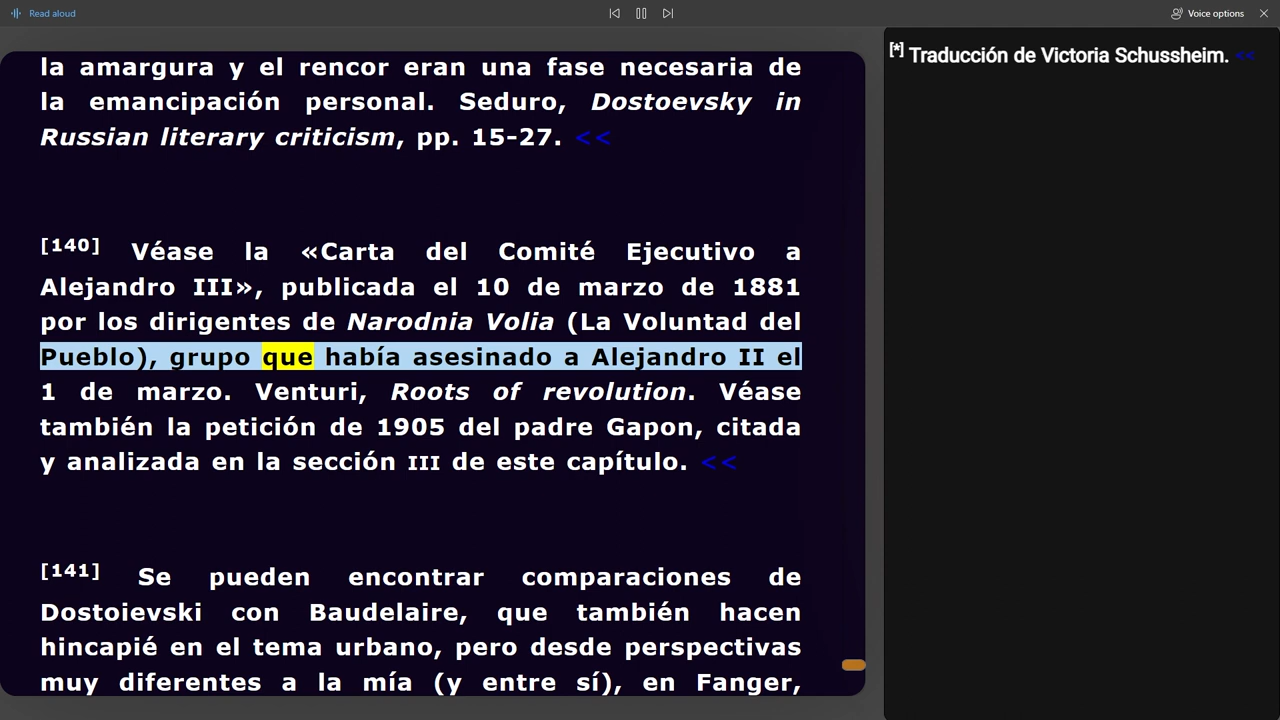 Read aloud
Voice options
la amargura y el rencor eran una fase necesaria de
la emancipación personal. Seduro, Dostoevsky in
Russian literary criticism, pp. 15-27. <<
[140] Véase la «Carta del Comité Ejecutivo a
Alejandro III», publicada el 10 de marzo de 1881
por los dirigentes de Narodnia Volia (La Voluntad del
Pueblo), grupo que había asesinado a Alejandro II el
1 de marzo. Venturi, Roots of revolution. Véase
también la petición de 1905 del padre Gapon, citada
y analizada en la sección III de este capítulo. <<
[141] Se pueden encontrar comparaciones de
Dostoievski con Baudelaire, que también hacen
hincapié en el tema urbano, pero desde perspectivas
muy diferentes a la mía (y entre sí), en Fanger,
[*] Traducción de Victoria Schussheim. <<